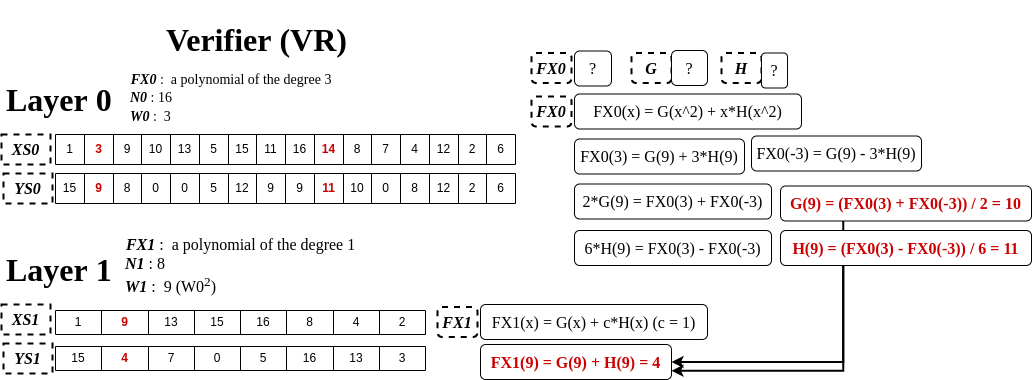 Verifier (VR)
FX0 : a polynomial of the degree 3
Layer 0
N0 : 16
W0 : 3
XS0 1 3 9 10 13 5 15 11 16 14 8 7 4 12 2 6
YS0 15 9 8 0 0 5 12 9 9 11 10 0 8 12 2 6
FX0 ? G ? H ?
FX0 FX0(x) = G(x^2) + x*H(x^2)
FX0(3) = G(9) + 3*H(9) FX0(-3) = G(9) - 3*H(9)
2*G(9) = FX0(3) + FX0(-3) G(9) = (FX0(3) + FX0(-3)) / 2 = 10
6*H(9) = FX0(3) - FX0(-3) H(9) = (FX0(3) - FX0(-3)) / 6 = 11
FX1 : a polynomial of the degree 1
Layer 1
N1 : 8
W1 : 9 (W0²)
XS1 1 9 13 15 16 8 4 2
YS1 15 4 7 0 5 16 13 3
FX1 FX1(x) = G(x) + c*H(x) (c = 1)
FX1(9) = G(9) + H(9) = 4